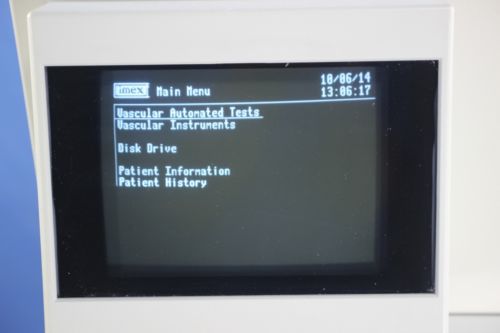 imex Main Menu 10/06/14
13:06:17
Vascular Automated Tests
Vascular Instruments
Disk Drive
Patient Information
Patient History